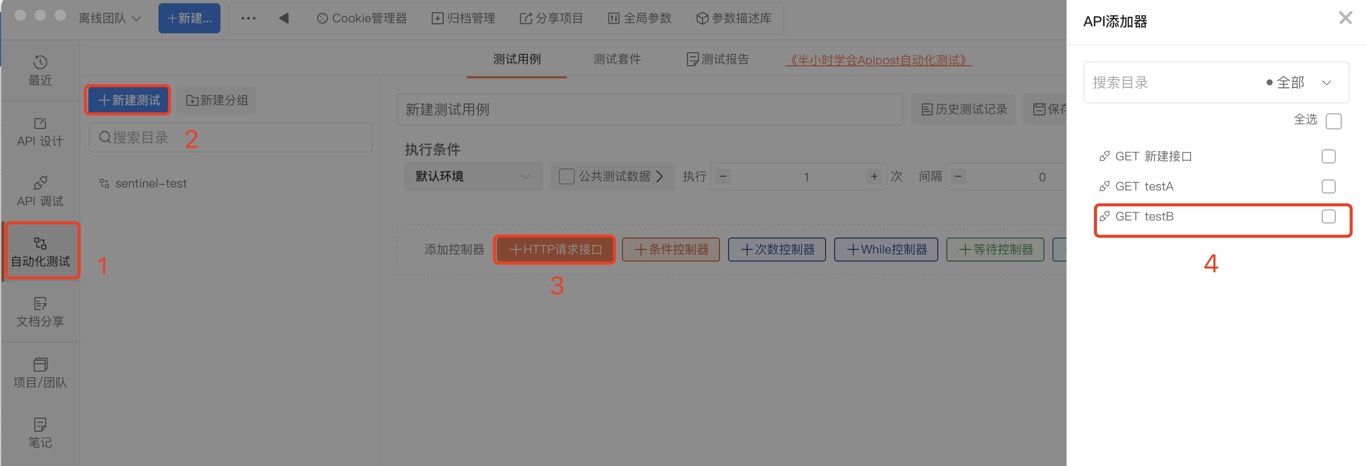 离线团队
+新建...
Cookie管理器
归档管理
分享项目
全局参数
参数描述库
API添加器
最近
API 设计
API 调试
自动化测试
1
文档分享
项目/团队
笔记
+新建测试
新建分组
搜索目录
2
sentinel-test
测试用例
测试套件
测试报告
《半小时学会Apipost自动化测试》
新建测试用例
历史测试记录
保存
执行条件
默认环境
公共测试数据
执行
− 1 + 次
间隔
− 0
添加控制器
+HTTP请求接口
+条件控制器
+次数控制器
+While控制器
+等待控制器
3
搜索目录
全部
全选
GET 新建接口
GET testA
GET testB
4